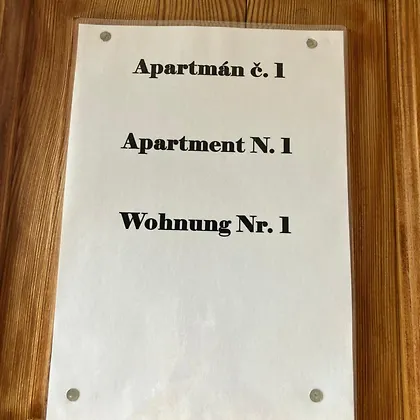 Apartmán č. 1
Apartment N. 1
Wohnung Nr. 1